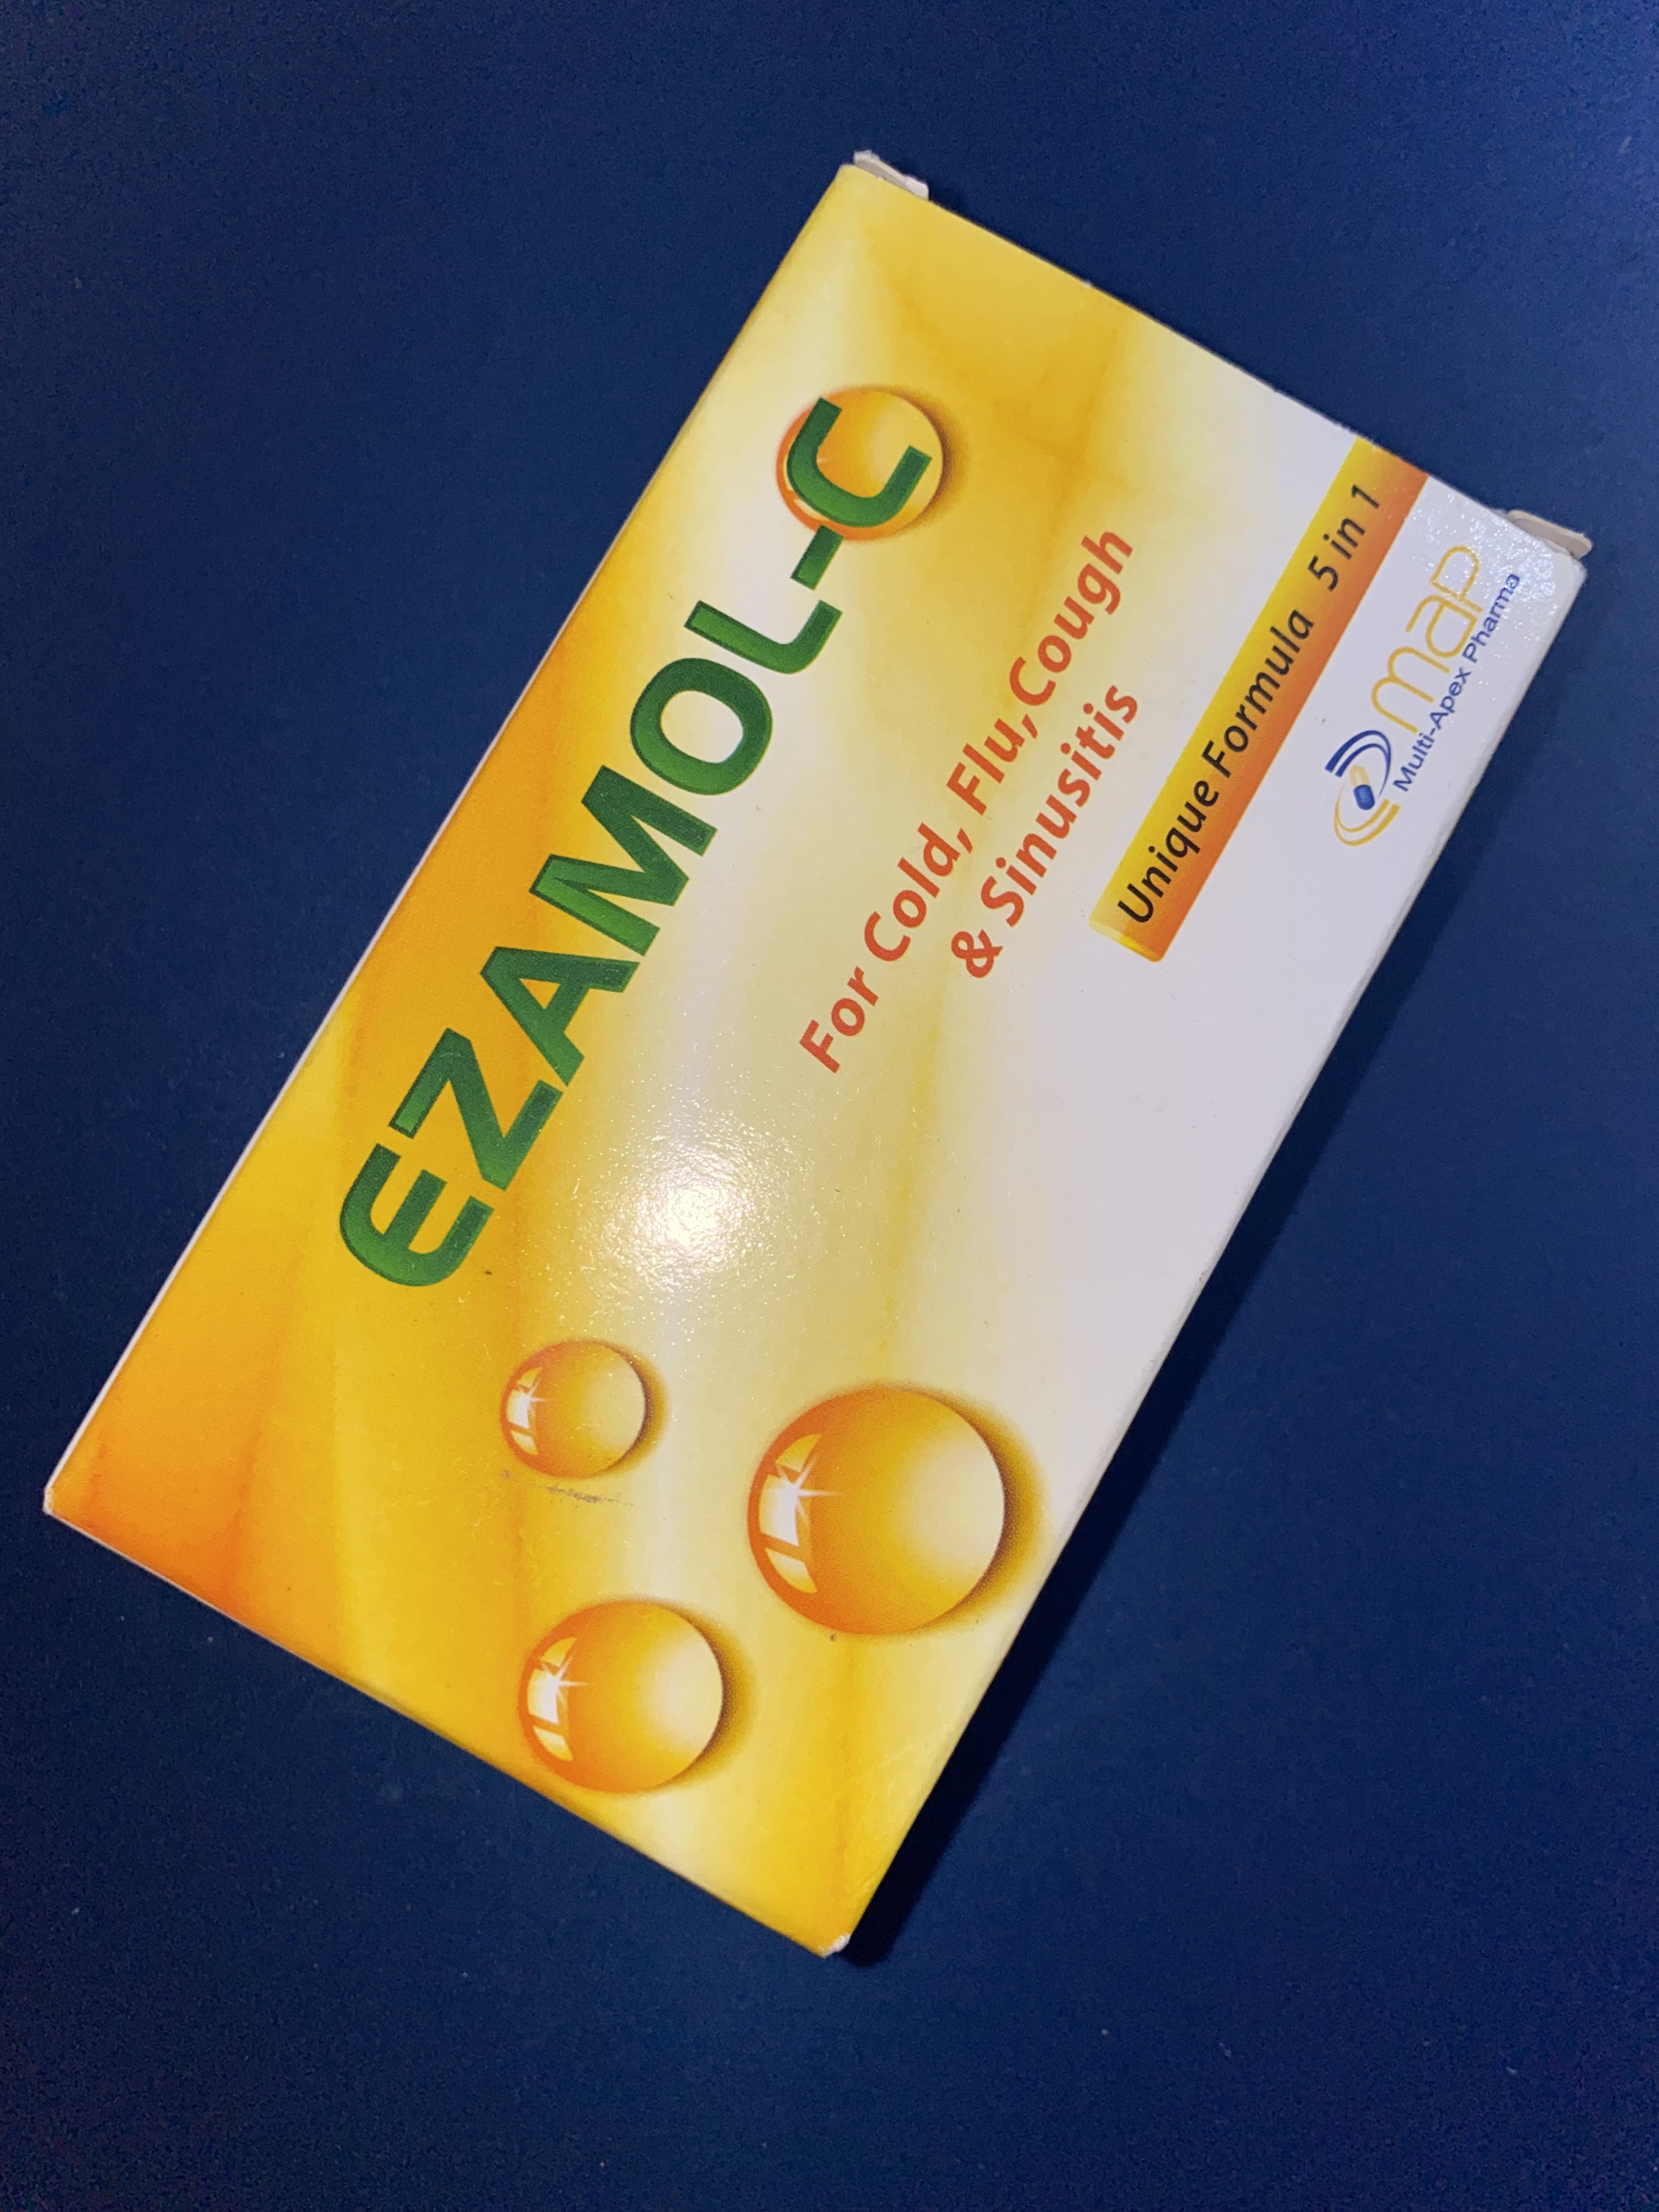 EZAMOL-C
For Cold, Flu,Cough
& Sinusitis
Unique Formula 5 in 1
map
Multi-Apex Pharma